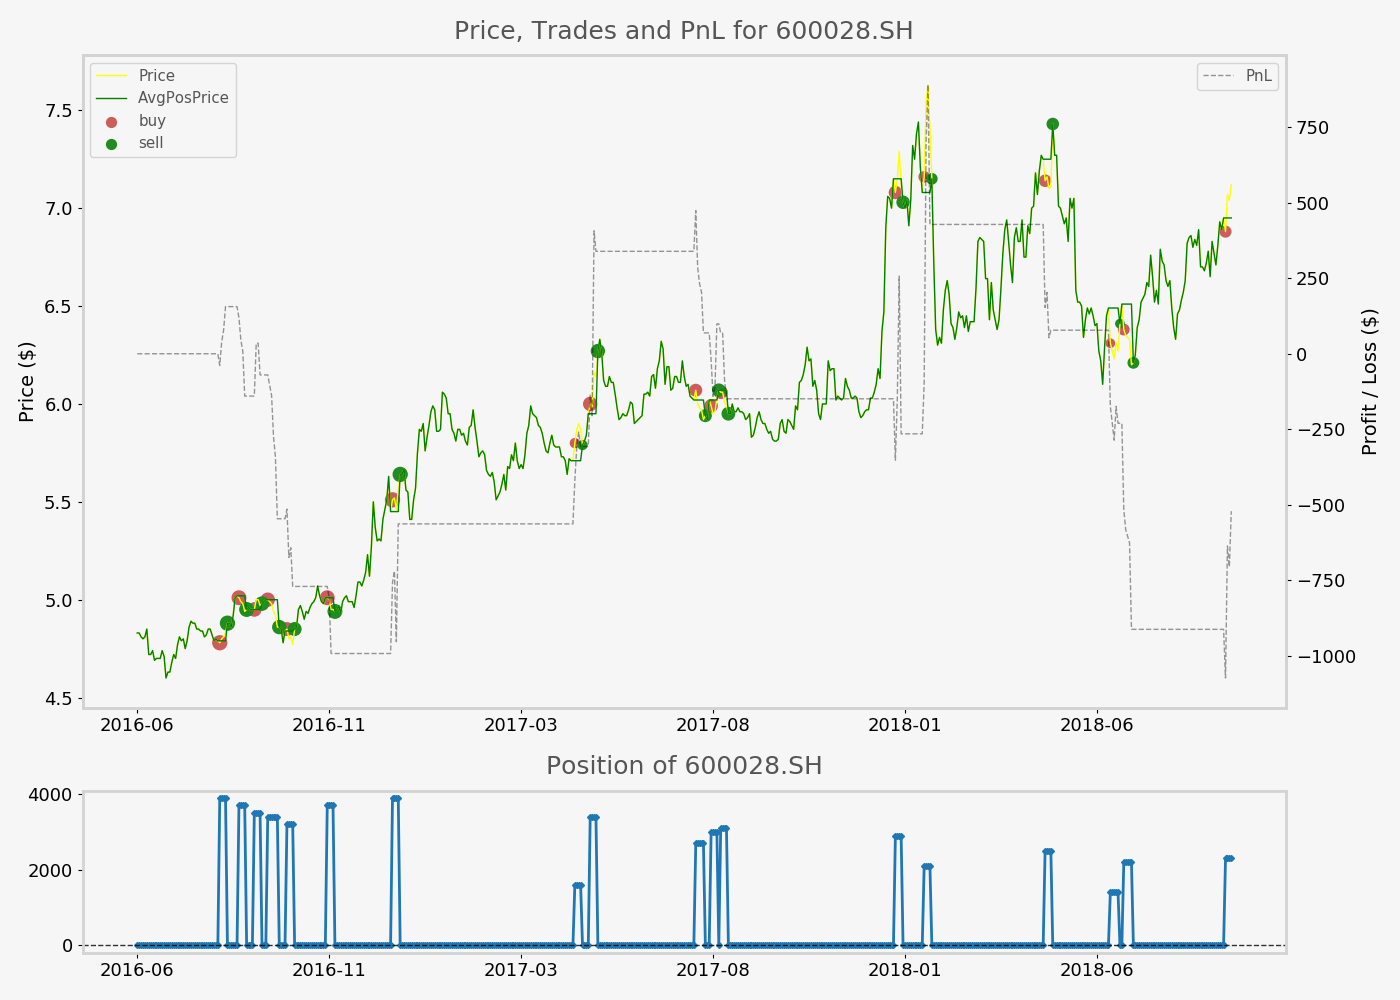 Price, Trades and PnL for 600028.SH
Price
AvgPosPrice
buy
sell
PnL
Price ($)
7.5
7.0
6.5
6.0
5.5
5.0
4.5
750
500
250
0
−250
−500
−750
−1000
Profit / Loss ($)
2016-06 2016-11 2017-03 2017-08 2018-01 2018-06
Position of 600028.SH
4000
2000
0
2016-06 2016-11 2017-03 2017-08 2018-01 2018-06